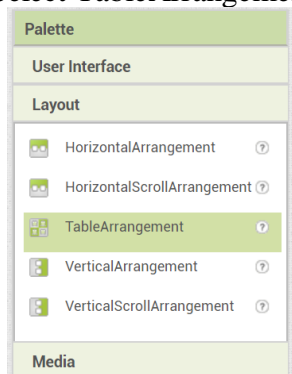 Palette
User Interface
Layout
HorizontalArrangement ?
HorizontalScrollArrangement ?
TableArrangement ?
VerticalArrangement ?
VerticalScrollArrangement ?
Media